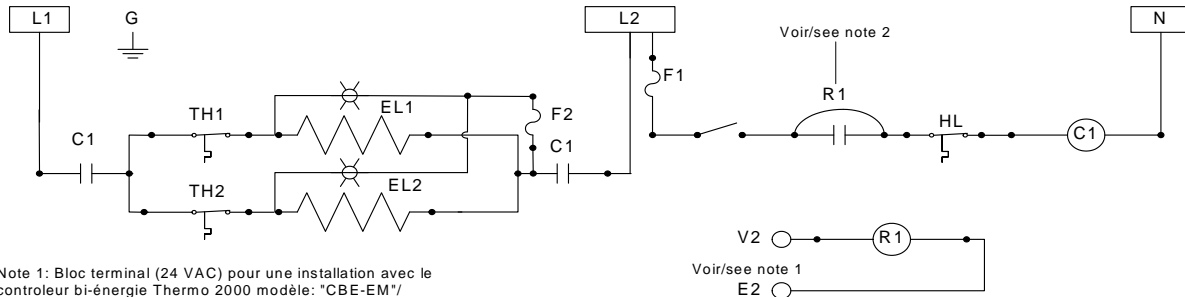 L1
G
L2
N
Voir/see note 2
F1
R1
TH1
EL1
F2
C1
C1
HL
C1
TH2
EL2
V2
R1
Voir/see note 1
E2
Note 1: Bloc terminal (24 VAC) pour une installation avec le
controleur bi-énergie Thermo 2000 modèle: "CBE-EM"/